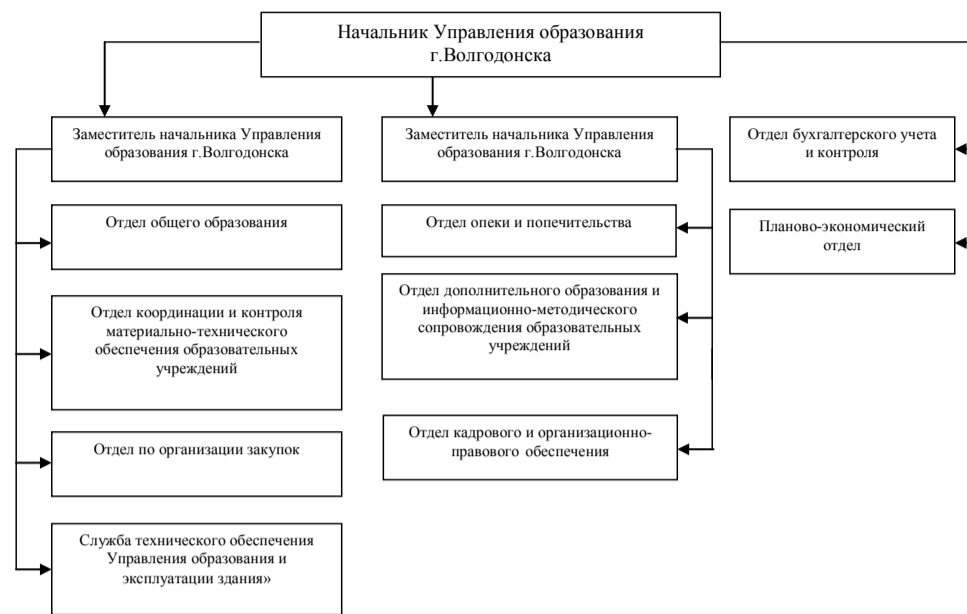 Начальник Управления образования
г.Волгодонска
Заместитель начальника Управления
образования г.Волгодонска
Отдел общего образования
Отдел координации и контроля
материально-технического
обеспечения образовательных
учреждений
Отдел по организации закупок
Служба технического обеспечения
Управления образования и
эксплуатации здания»
Заместитель начальника Управления
образования г.Волгодонска
Отдел опеки и попечительства
Отдел дополнительного образования и
информационно-методического
сопровождения образовательных
учреждений
Отдел кадрового и организационно-
правового обеспечения
Отдел бухгалтерского учета
и контроля
Планово-экономический
отдел